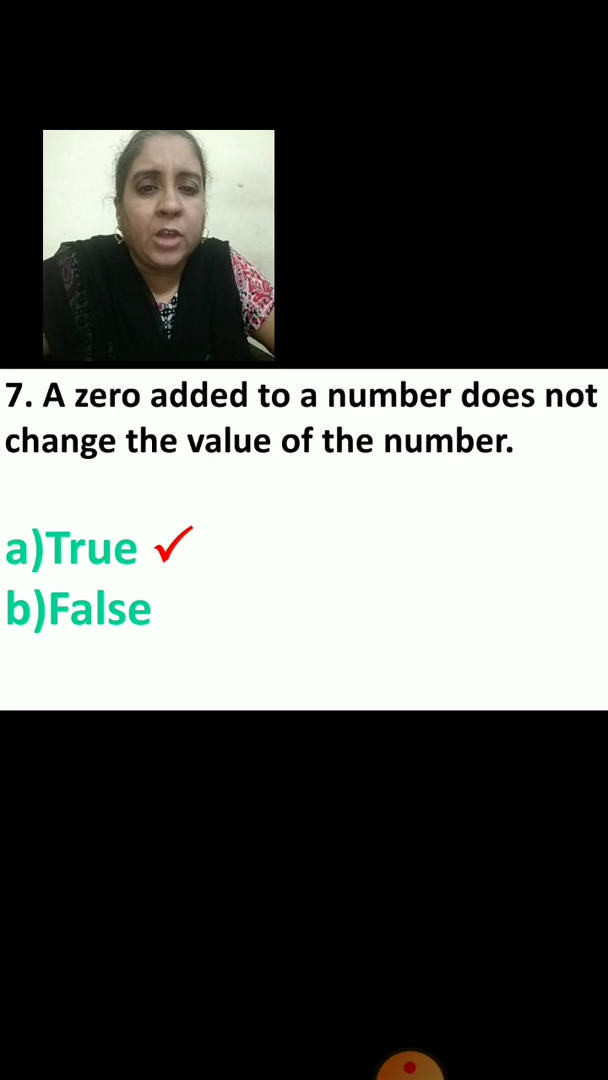 7. A zero added to a number does not
change the value of the number.
a)True ✓
b)False